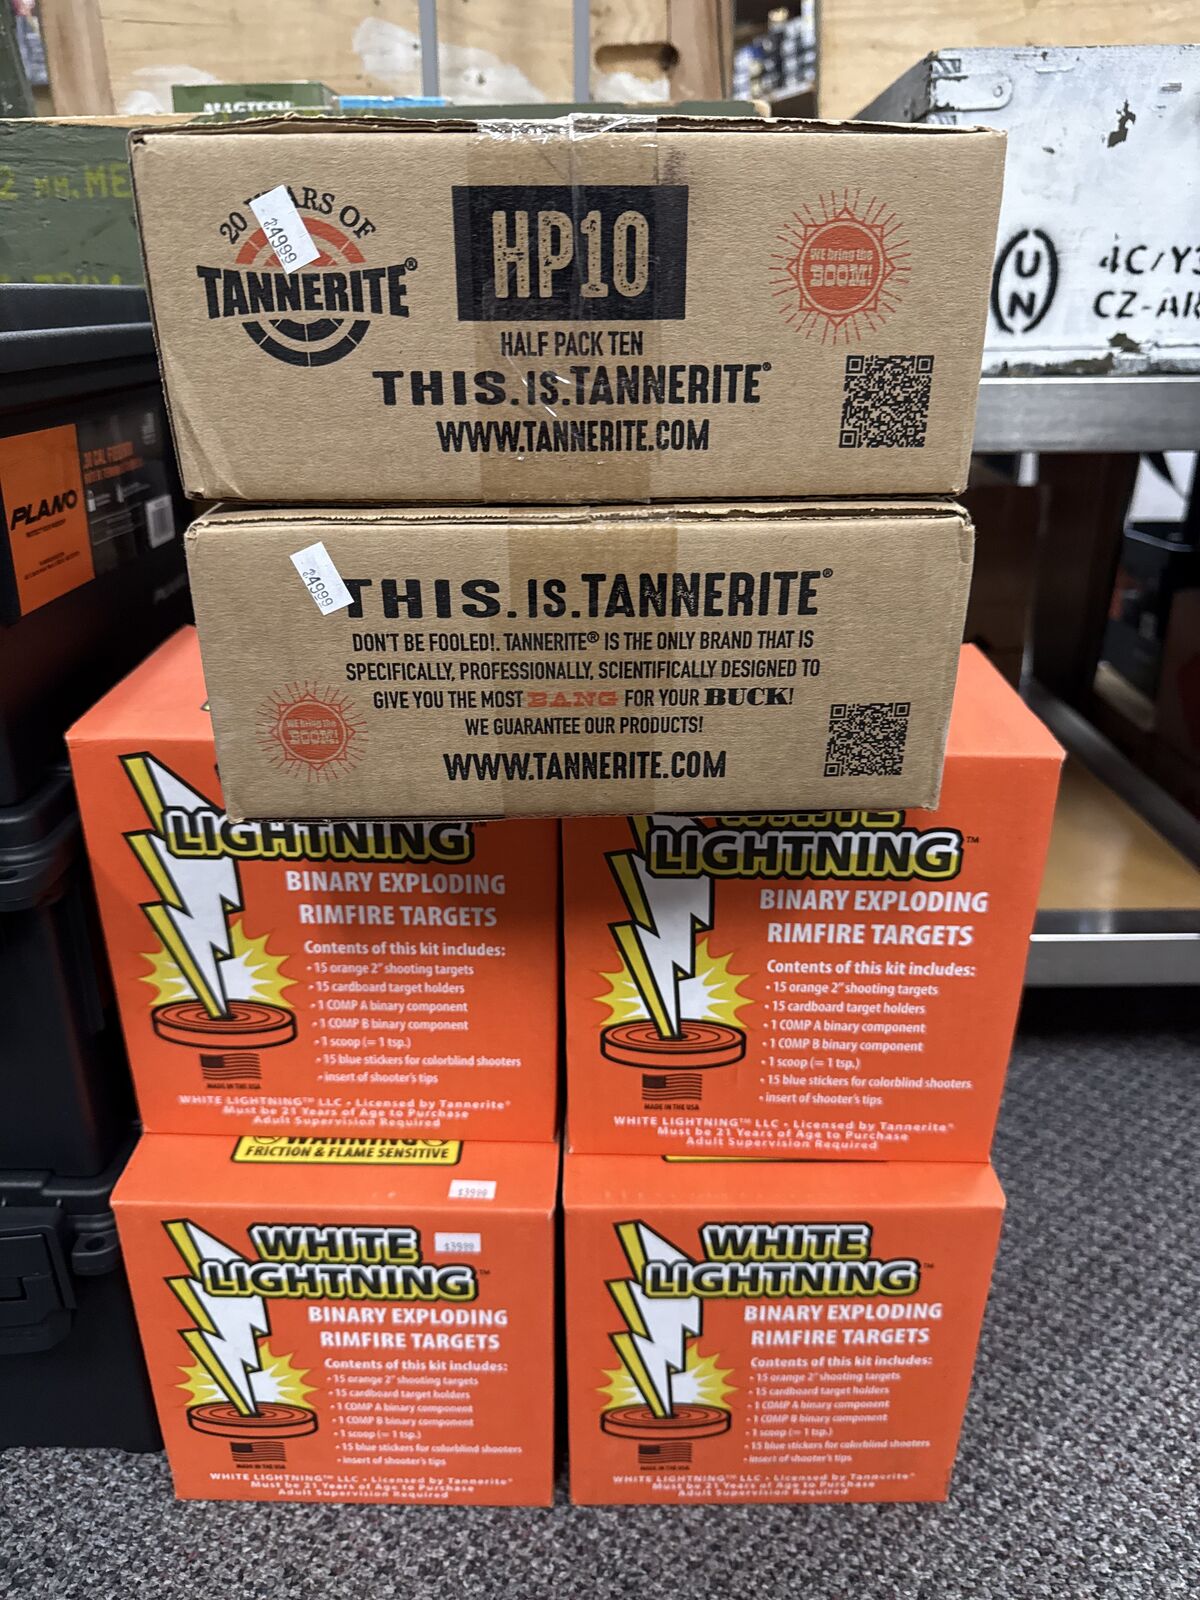 MAGTECH
20 YEARS OF
TANNERITE®
$49.99
HP10
HALF PACK TEN
THIS.IS.TANNERITE®
WWW.TANNERITE.COM
WE bring the
BOOM!
UN
4C/Y
CZ-
PLANO
$49.99
THIS.IS.TANNERITE®
DON'T BE FOOLED!. TANNERITE® IS THE ONLY BRAND THAT IS
SPECIFICALLY, PROFESSIONALLY, SCIENTIFICALLY DESIGNED TO
GIVE YOU THE MOST BANG FOR YOUR BUCK!
WE GUARANTEE OUR PRODUCTS!
WWW.TANNERITE.COM
WE bring the
BOOM!
LIGHTNING™
BINARY EXPLODING
RIMFIRE TARGETS
Contents of this kit includes:
• 15 orange 2" shooting targets
• 15 cardboard target holders
• 1 COMP A binary component
• 1 COMP B binary component
• 1 scoop (= 1 tsp.)
• 15 blue stickers for colorblind shooters
• insert of shooter's tips
MADE IN THE USA
WHITE LIGHTNING™ LLC • Licensed by Tannerite®
Must be 21 Years of Age to Purchase
Adult Supervision Required
WHITE
LIGHTNING™
BINARY EXPLODING
RIMFIRE TARGETS
Contents of this kit includes:
• 15 orange 2" shooting targets
• 15 cardboard target holders
• 1 COMP A binary component
• 1 COMP B binary component
• 1 scoop (= 1 tsp.)
• 15 blue stickers for colorblind shooters
• insert of shooter's tips
MADE IN THE USA
WHITE LIGHTNING™ LLC • Licensed by Tannerite®
Must be 21 Years of Age to Purchase
Adult Supervision Required
WARNING
FRICTION & FLAME SENSITIVE
$39.99
$39.99
WHITE
LIGHTNING™
BINARY EXPLODING
RIMFIRE TARGETS
Contents of this kit includes:
• 15 orange 2" shooting targets
• 15 cardboard target holders
• 1 COMP A binary component
• 1 COMP B binary component
• 1 scoop (= 1 tsp.)
• 15 blue stickers for colorblind shooters
• insert of shooter's tips
MADE IN THE USA
WHITE LIGHTNING™ LLC • Licensed by Tannerite®
Must be 21 Years of Age to Purchase
Adult Supervision Required
WHITE
LIGHTNING™
BINARY EXPLODING
RIMFIRE TARGETS
Contents of this kit includes:
• 15 orange 2" shooting targets
• 15 cardboard target holders
• 1 COMP A binary component
• 1 COMP B binary component
• 1 scoop (= 1 tsp.)
• 15 blue stickers for colorblind shooters
• insert of shooter's tips
MADE IN THE USA
WHITE LIGHTNING™ LLC • Licensed by Tannerite®
Must be 21 Years of Age to Purchase
Adult Supervision Required